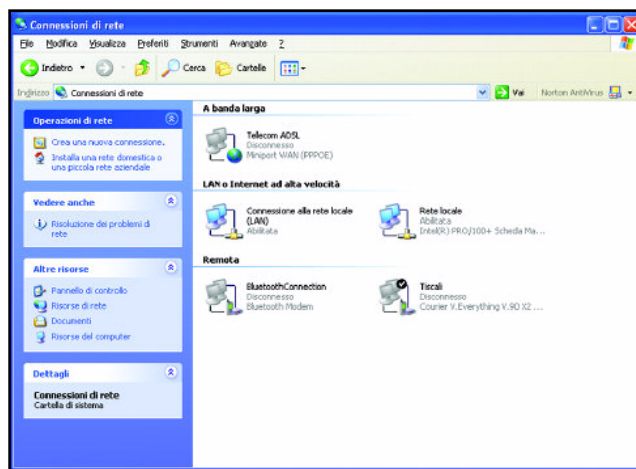 Connessioni di rete
File Modifica Visualizza Preferiti Strumenti Avanzate ?
Indietro Cerca Cartelle
Indirizzo Connessioni di rete Vai Norton AntiVirus
Operazioni di rete
Crea una nuova connessione.
Installa una rete domestica o
una piccola rete aziendale
Vedere anche
Risoluzione dei problemi di
rete
Altre risorse
Pannello di controllo
Risorse di rete
Documenti
Risorse del computer
Dettagli
Connessioni di rete
Cartella di sistema
A banda larga
Telecom ADSL
Disconnesso
Miniport WAN (PPPOE)
LAN o Internet ad alta velocità
Connessione alla rete locale
(LAN)
Abilitata
Rete locale
Abilitata
Intel(R) PRO/100+ Scheda Ma...
Remota
BluetoothConnection
Disconnesso
Bluetooth Modem
Tiscali
Disconnesso
Courier V.Everything V.90 X2 ...